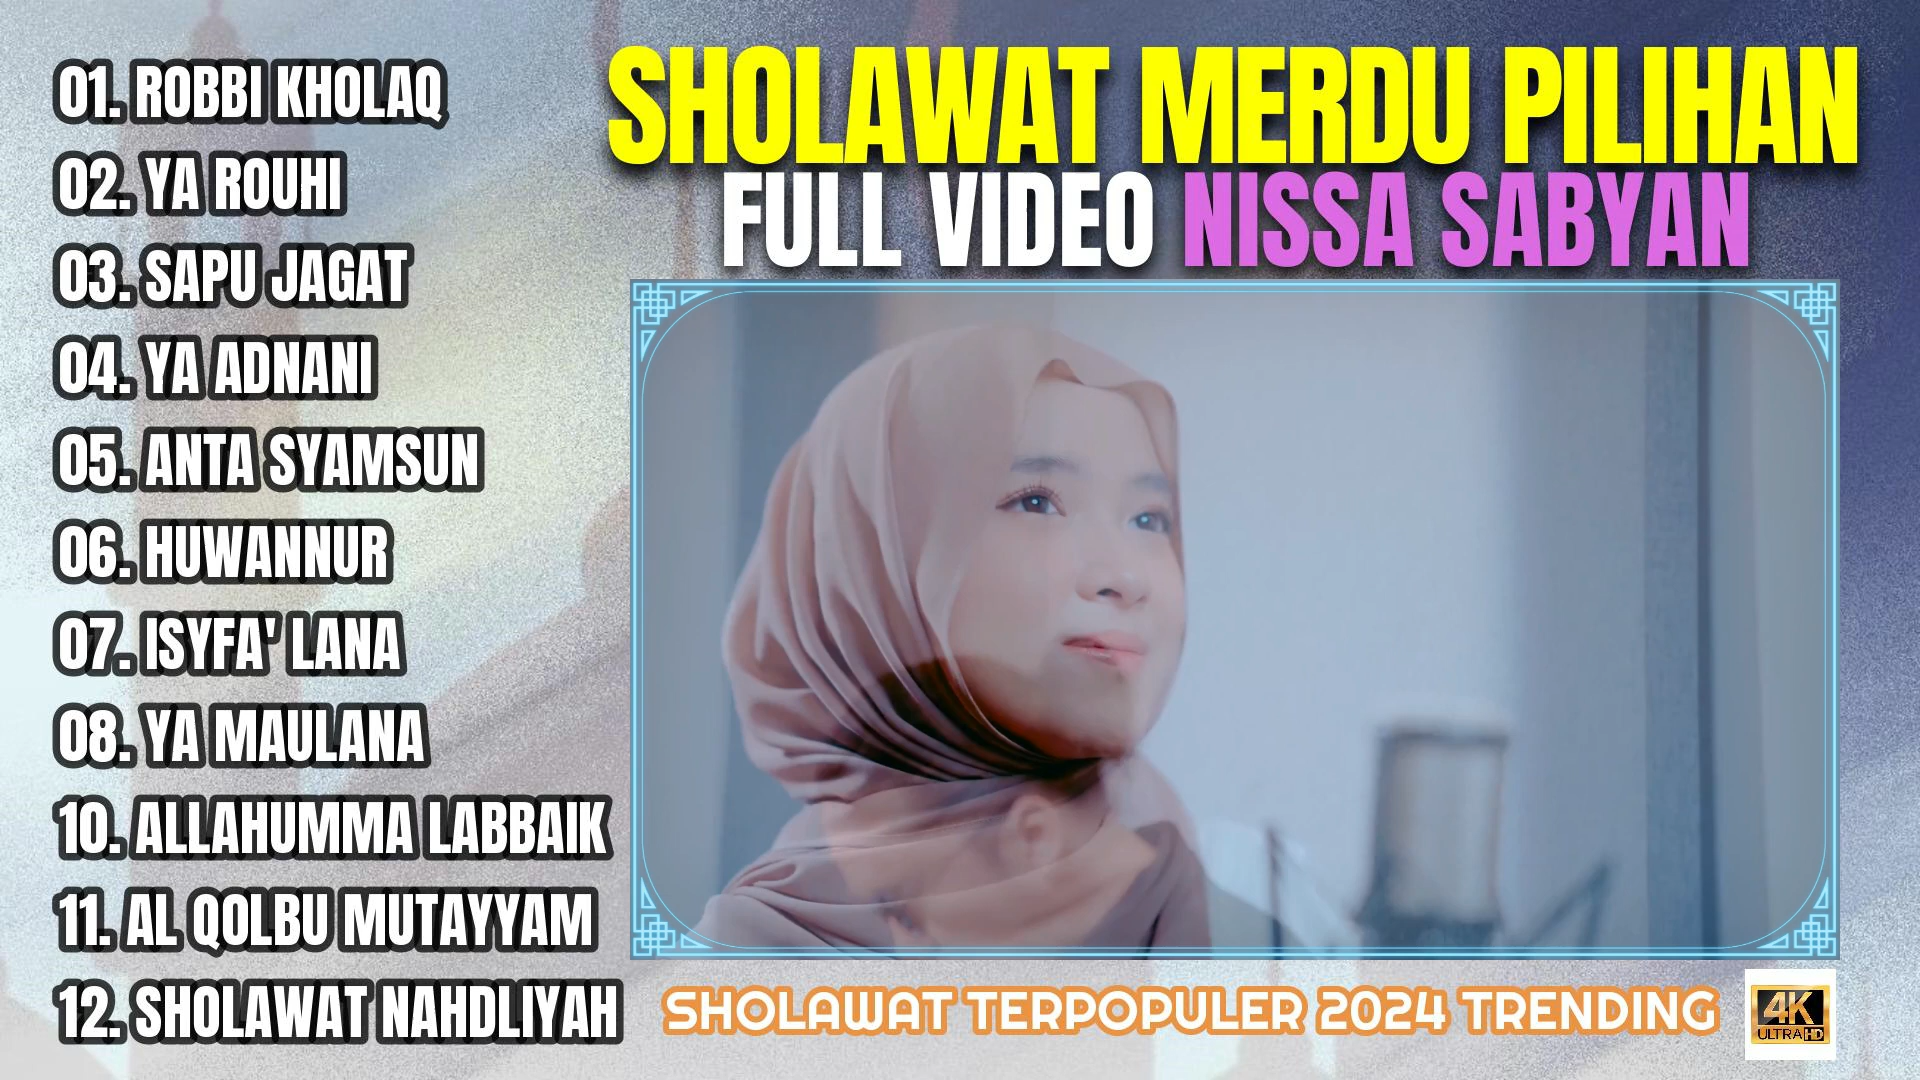 01. ROBBI KHOLAQ
02. YA ROUHI
03. SAPU JAGAT
04. YA ADNANI
05. ANTA SYAMSUN
06. HUWANNUR
07. ISYFA' LANA
08. YA MAULANA
10. ALLAHUMMA LABBAIK
11. AL QOLBU MUTAYYAM
12. SHOLAWAT NAHDLIYAH
SHOLAWAT MERDU PILIHAN
FULL VIDEO NISSA SABYAN
SHOLAWAT TERPOPULER 2024 TRENDING
4K
ULTRA HD